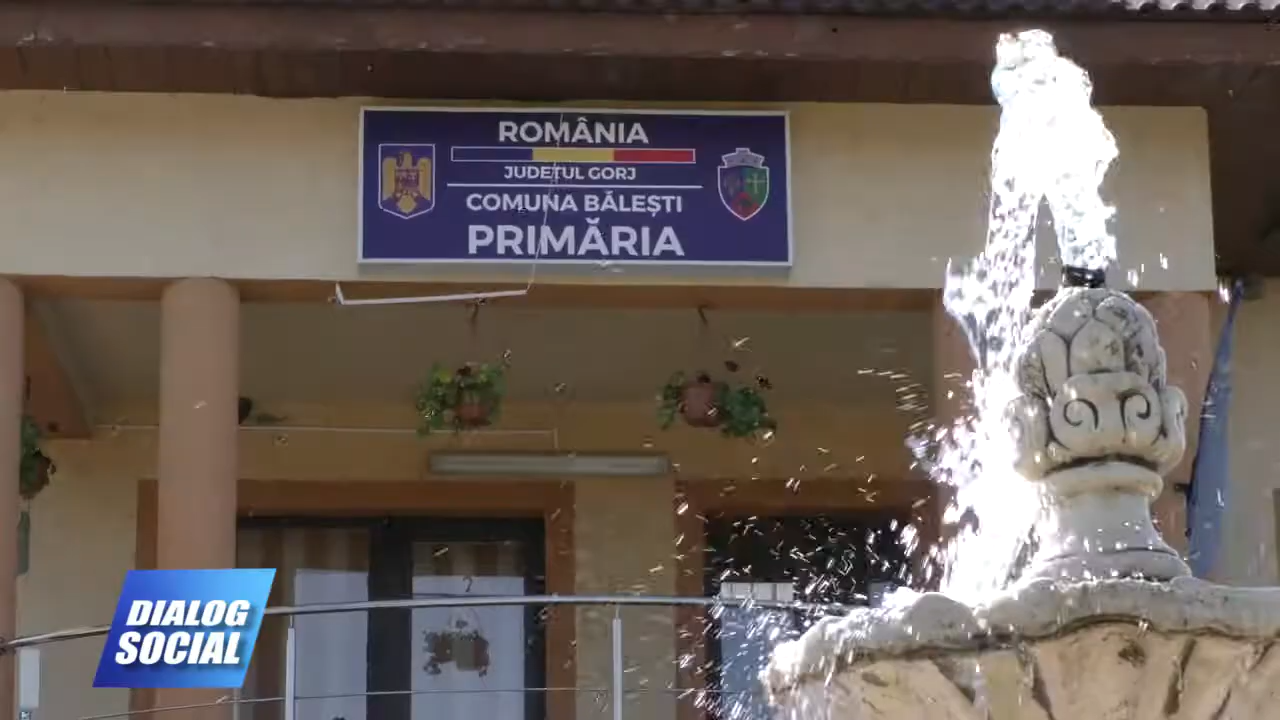 ROMÂNIA
JUDEȚUL GORJ
COMUNA BĂLEȘTI
PRIMĂRIA
DIALOG
SOCIAL